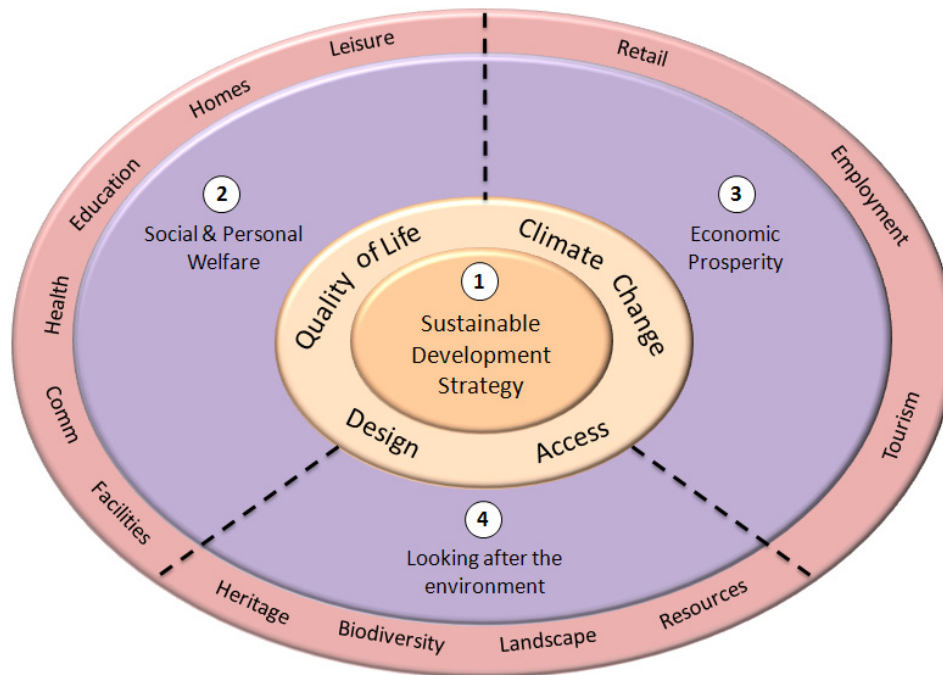 Leisure
Homes
Education
Health
Comm
Facilities
Retail
Employment
Tourism
Heritage
Biodiversity
Landscape
Resources
2
Social & Personal
Welfare
3
Economic
Prosperity
Quality of Life
Climate Change
Design
Access
1
Sustainable
Development
Strategy
4
Looking after the
environment